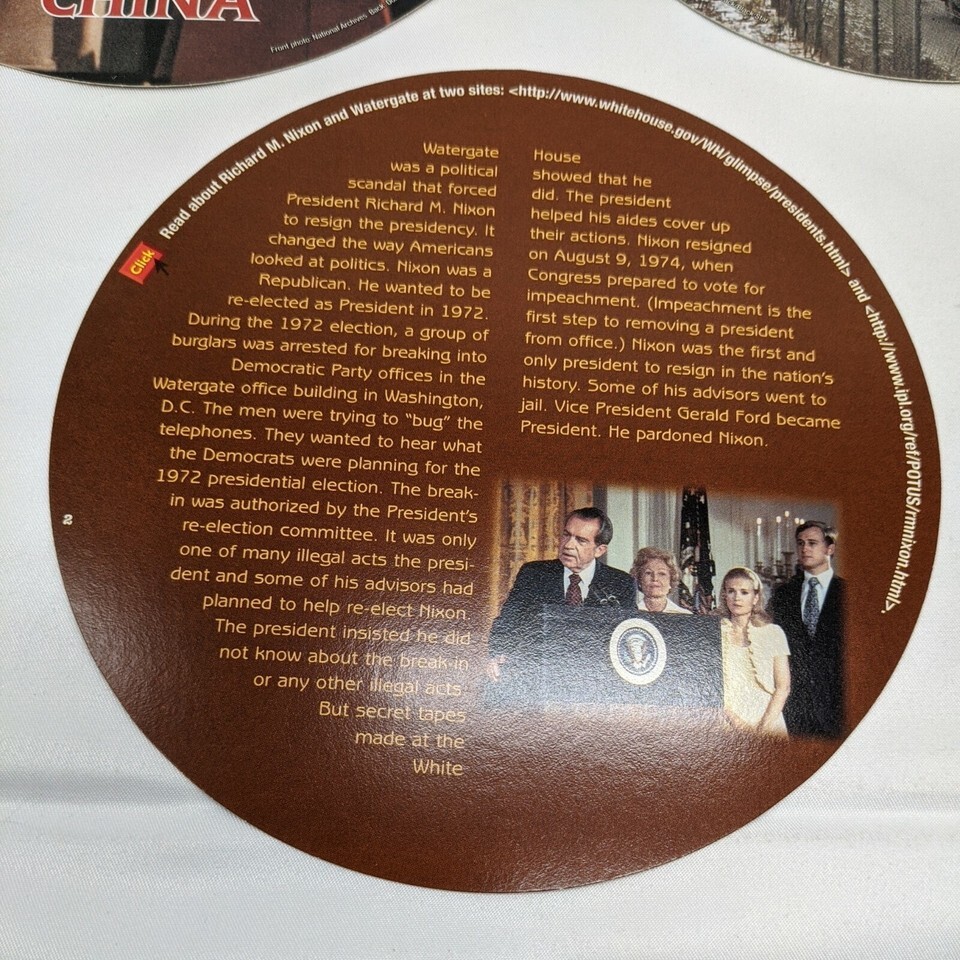 CHINA
Front photo: National Archives. Back:
Click
Read about Richard M. Nixon and Watergate at two sites: <http://www.whitehouse.gov/WH/glimpse/presidents.html> and <http://www.ipl.org/ref/POTUS/rmnixon.html>.
Watergate
was a political
scandal that forced
President Richard M. Nixon
to resign the presidency. It
changed the way Americans
looked at politics. Nixon was a
Republican. He wanted to be
re-elected as President in 1972.
During the 1972 election, a group of
burglars was arrested for breaking into
Democratic Party offices in the
Watergate office building in Washington,
D.C. The men were trying to "bug" the
telephones. They wanted to hear what
the Democrats were planning for the
1972 presidential election. The break-
in was authorized by the President's
re-election committee. It was only
one of many illegal acts the presi-
dent and some of his advisors had
planned to help re-elect Nixon.
The president insisted he did
not know about the break-in
or any other illegal acts.
But secret tapes
made at the
White
House
showed that he
did. The president
helped his aides cover up
their actions. Nixon resigned
on August 9, 1974, when
Congress prepared to vote for
impeachment. (Impeachment is the
first step to removing a president
from office.) Nixon was the first and
only president to resign in the nation's
history. Some of his advisors went to
jail. Vice President Gerald Ford became
President. He pardoned Nixon.
2